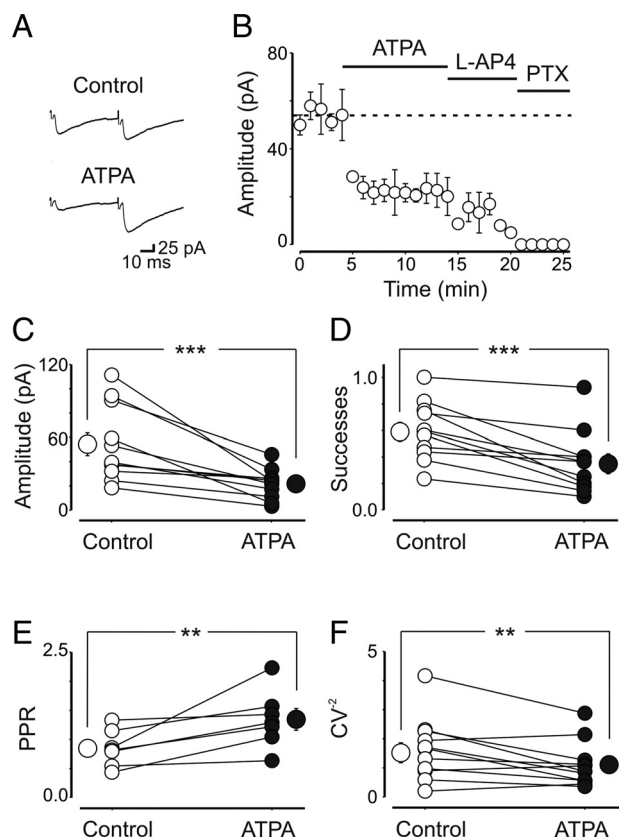 A
Control
ATPA
25 pA
10 ms
B
80
40
0
Amplitude (pA)
ATPA
L-AP4
PTX
0 5 10 15 20 25
Time (min)
C
***
120
60
0
Amplitude (pA)
Control ATPA
D
***
1.0
0.0
Successes
Control ATPA
E
**
2.5
0.0
PPR
Control ATPA
F
**
5
0
CV⁻²
Control ATPA